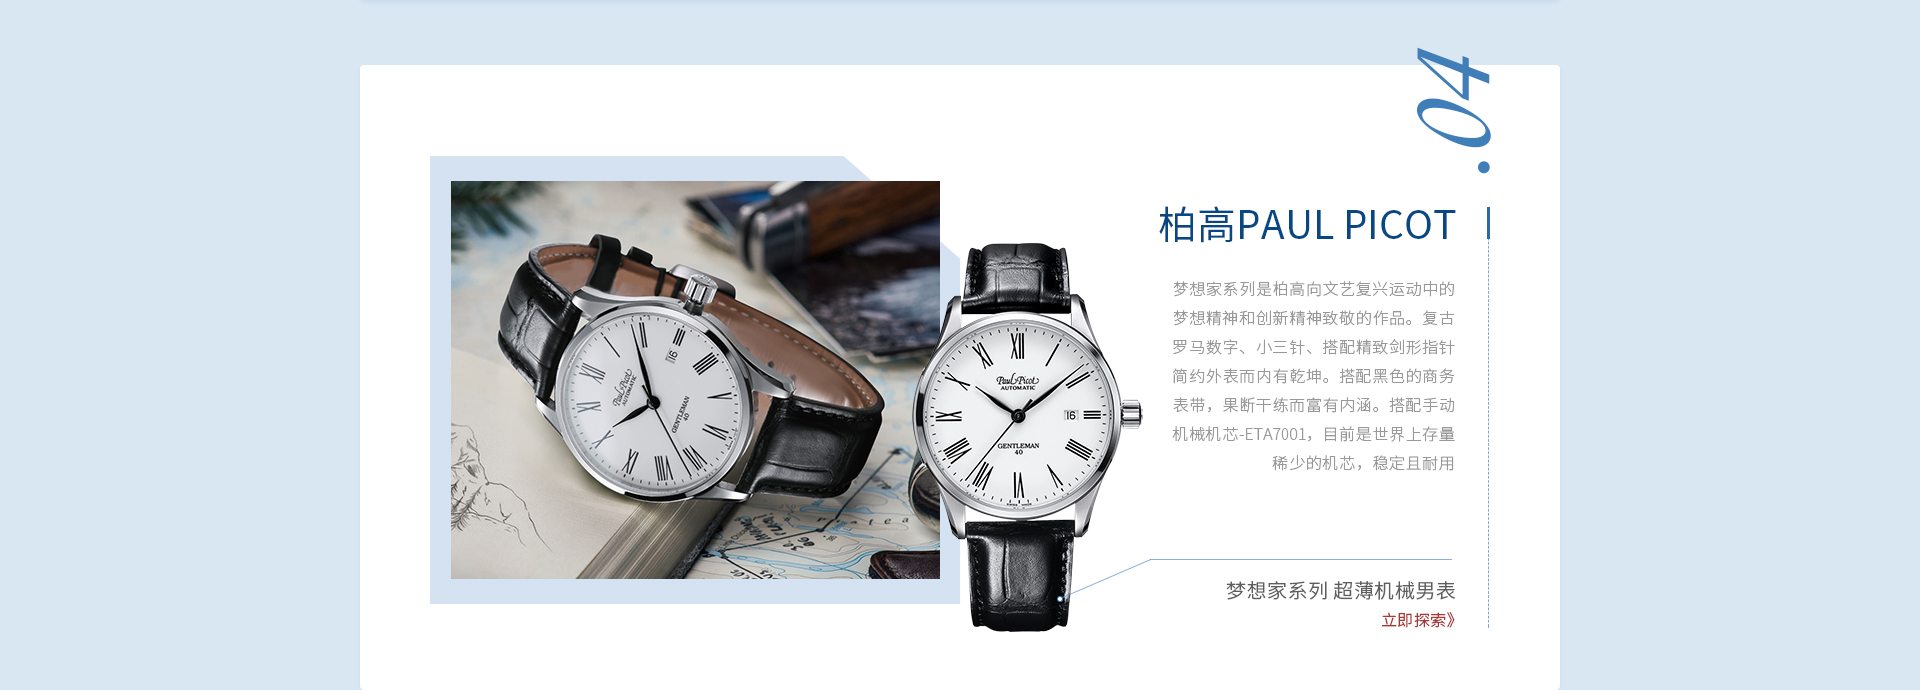 .04
柏高PAUL PICOT
梦想家系列是柏高向文艺复兴运动中的
梦想精神和创新精神致敬的作品。复古
罗马数字、小三针、搭配精致剑形指针
简约外表而内有乾坤。搭配黑色的商务
表带，果断干练而富有内涵。搭配手动
机械机芯-ETA7001，目前是世界上存量
稀少的机芯，稳定且耐用
梦想家系列 超薄机械男表
立即探索》
Paul Picot
AUTOMATIC
16
GENTLEMAN
40
Paul Picot
AUTOMATIC
16
GENTLEMAN
40